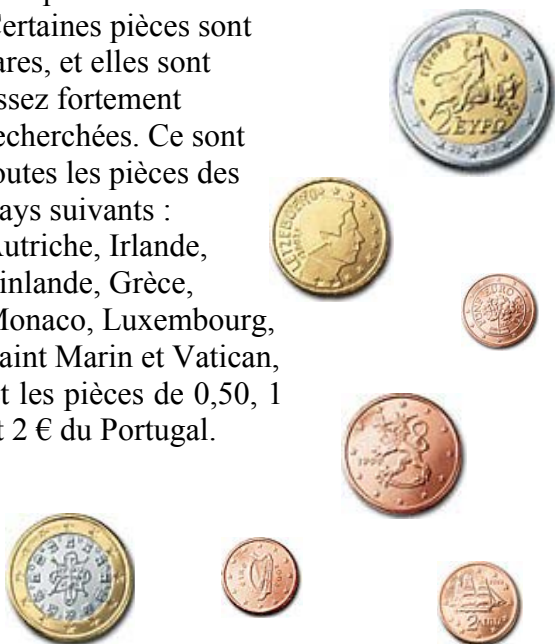 ertaines pièces sont
ares, et elles sont
ssez fortement
echerchées. Ce sont
outes les pièces des
ays suivants :
utriche, Irlande,
inlande, Grèce,
Monaco, Luxembourg,
aint Marin et Vatican,
t les pièces de 0,50, 1
t 2 € du Portugal.
2 ΕΥΡΩ
LËTZEBUERG